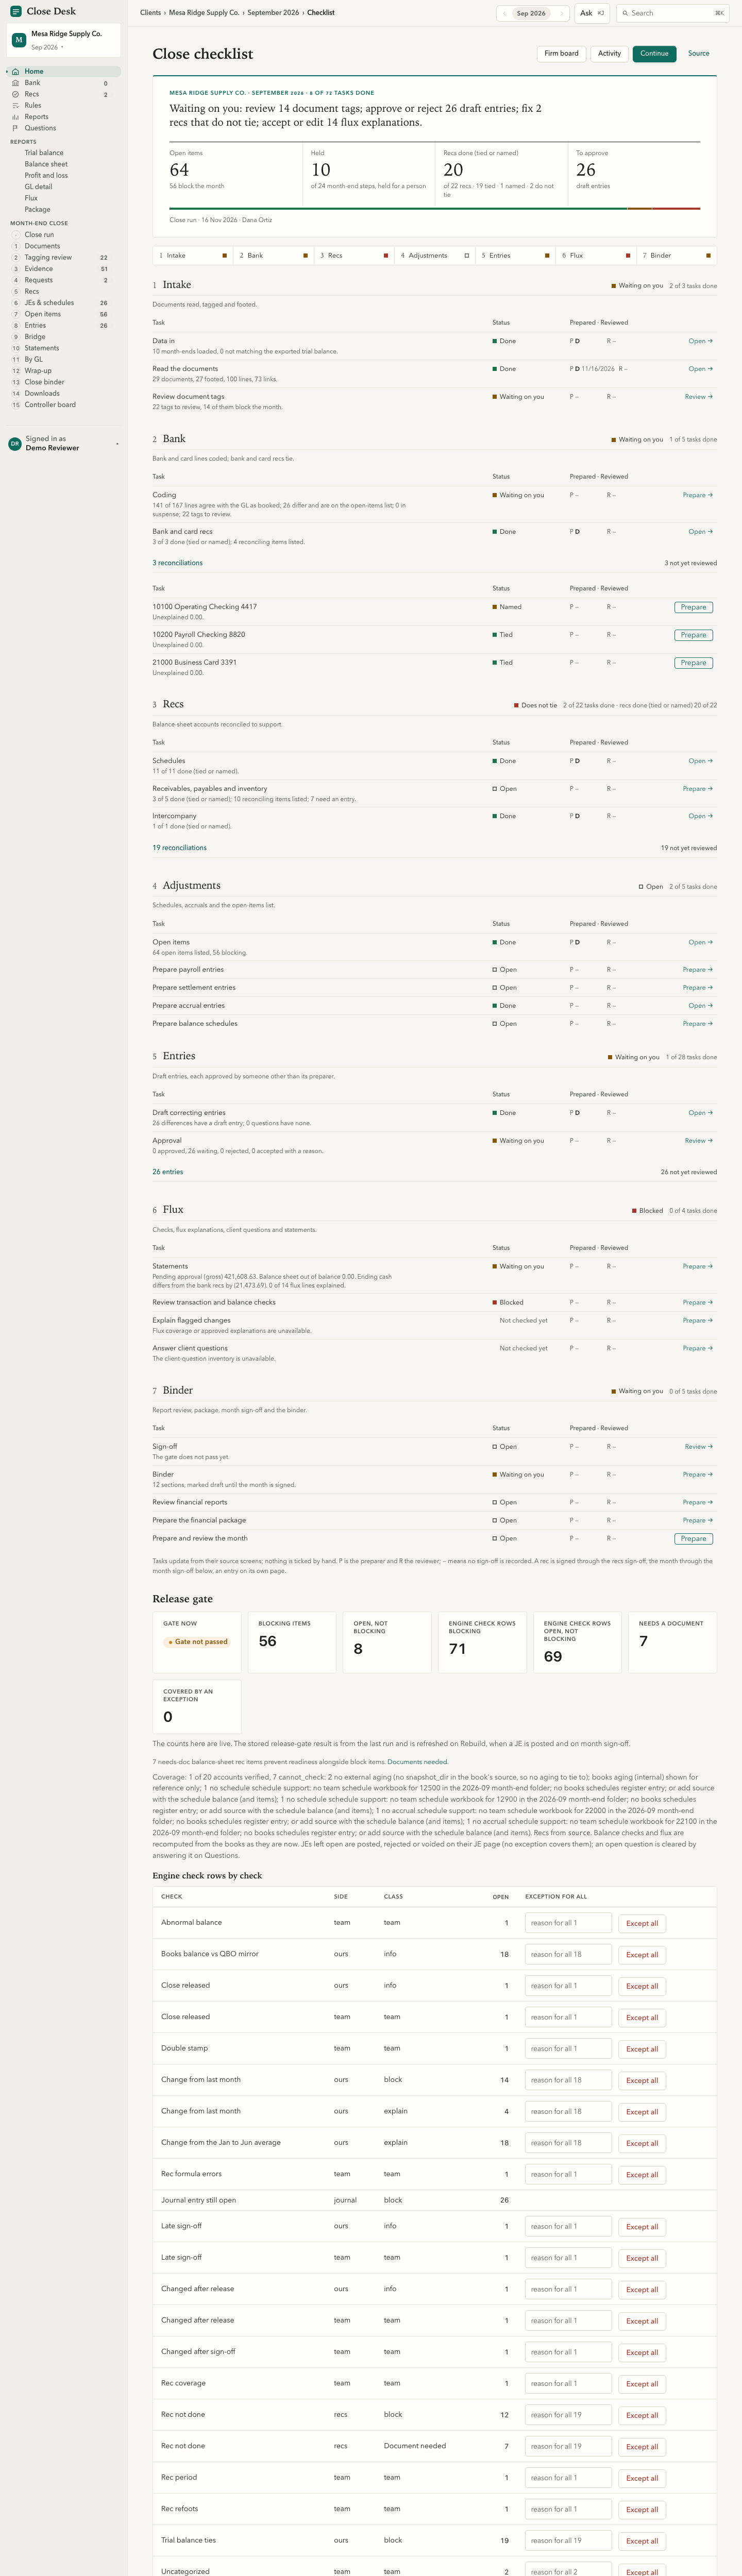 Close Desk
M
Mesa Ridge Supply Co.
Sep 2026
Home
Bank 0
Recs 2
Rules
Reports
Questions
REPORTS
Trial balance
Balance sheet
Profit and loss
GL detail
Flux
Package
MONTH-END CLOSE
Close run
1 Documents
2 Tagging review 22
3 Evidence 51
4 Requests 2
5 Recs
6 JEs & schedules 26
7 Open items 56
8 Entries 26
9 Bridge
10 Statements
11 By GL
12 Wrap-up
13 Close binder
14 Downloads
15 Controller board
DR
Signed in as
Demo Reviewer
Clients › Mesa Ridge Supply Co. › September 2026 › Checklist
‹ Sep 2026 ›
Ask ⌘J
Search ⌘K
Close checklist
Firm board
Activity
Continue
Source
MESA RIDGE SUPPLY CO. · SEPTEMBER 2026 · 8 OF 72 TASKS DONE
Waiting on you: review 14 document tags; approve or reject 26 draft entries; fix 2
recs that do not tie; accept or edit 14 flux explanations.
Open items
64
56 block the month
Held
10
of 24 month-end steps, held for a person
Recs done (tied or named)
20
of 22 recs · 19 tied · 1 named · 2 do not
tie
To approve
26
draft entries
Close run · 16 Nov 2026 · Dana Ortiz
1 Intake
2 Bank
3 Recs
4 Adjustments
5 Entries
6 Flux
7 Binder
1 Intake
Waiting on you 2 of 3 tasks done
Documents read, tagged and footed.
Task Status Prepared · Reviewed
Data in Done P D R – Open →
10 month-ends loaded, 0 not matching the exported trial balance.
Read the documents Done P D 11/16/2026 R – Open →
29 documents, 27 footed, 100 lines, 73 links.
Review document tags Waiting on you P – R – Review →
22 tags to review, 14 of them block the month.
2 Bank
Waiting on you 1 of 5 tasks done
Bank and card lines coded; bank and card recs tie.
Task Status Prepared · Reviewed
Coding Waiting on you P – R – Prepare →
141 of 167 lines agree with the GL as booked; 26 differ and are on the open-items list; 0 in
suspense; 22 tags to review.
Bank and card recs Done P D R – Open →
3 of 3 done (tied or named); 4 reconciling items listed.
3 reconciliations 3 not yet reviewed
Task Status Prepared · Reviewed
10100 Operating Checking 4417 Named P – R – Prepare
Unexplained 0.00.
10200 Payroll Checking 8820 Tied P – R – Prepare
Unexplained 0.00.
21000 Business Card 3391 Tied P – R – Prepare
Unexplained 0.00.
3 Recs
Does not tie 2 of 22 tasks done · recs done (tied or named) 20 of 22
Balance-sheet accounts reconciled to support.
Task Status Prepared · Reviewed
Schedules Done P D R – Open →
11 of 11 done (tied or named).
Receivables, payables and inventory Open P – R – Prepare →
3 of 5 done (tied or named); 10 reconciling items listed; 7 need an entry.
Intercompany Done P D R – Open →
1 of 1 done (tied or named).
19 reconciliations 19 not yet reviewed
4 Adjustments
Open 2 of 5 tasks done
Schedules, accruals and the open-items list.
Task Status Prepared · Reviewed
Open items Done P D R – Open →
64 open items listed, 56 blocking.
Prepare payroll entries Open P – R – Prepare →
Prepare settlement entries Open P – R – Prepare →
Prepare accrual entries Done P – R – Open →
Prepare balance schedules Open P – R – Prepare →
5 Entries
Waiting on you 1 of 28 tasks done
Draft entries, each approved by someone other than its preparer.
Task Status Prepared · Reviewed
Draft correcting entries Done P D R – Open →
26 differences have a draft entry; 0 questions have none.
Approval Waiting on you P – R – Review →
0 approved, 26 waiting, 0 rejected, 0 accepted with a reason.
26 entries 26 not yet reviewed
6 Flux
Blocked 0 of 4 tasks done
Checks, flux explanations, client questions and statements.
Task Status Prepared · Reviewed
Statements Waiting on you P – R – Prepare →
Pending approval (gross) 421,608.63. Balance sheet out of balance 0.00. Ending cash
differs from the bank recs by (21,473.69). 0 of 14 flux lines explained.
Review transaction and balance checks Blocked P – R – Prepare →
Explain flagged changes Not checked yet P – R – Prepare →
Flux coverage or approved explanations are unavailable.
Answer client questions Not checked yet P – R – Prepare →
The client-question inventory is unavailable.
7 Binder
Waiting on you 0 of 5 tasks done
Report review, package, month sign-off and the binder.
Task Status Prepared · Reviewed
Sign-off Open P – R – Review →
The gate does not pass yet.
Binder Waiting on you P – R – Prepare →
12 sections, marked draft until the month is signed.
Review financial reports Open P – R – Prepare →
Prepare the financial package Open P – R – Prepare →
Prepare and review the month Open P – R – Prepare
Tasks update from their source screens; nothing is ticked by hand. P is the preparer and R the reviewer; – means no sign-off is recorded. A rec is signed through the recs sign-off, the month through the
month sign-off below, an entry on its own page.
Release gate
GATE NOW
Gate not passed
BLOCKING ITEMS
56
OPEN, NOT
BLOCKING
8
ENGINE CHECK ROWS
BLOCKING
71
ENGINE CHECK ROWS
OPEN, NOT
BLOCKING
69
NEEDS A DOCUMENT
7
COVERED BY AN
EXCEPTION
0
The counts here are live. The stored release-gate result is from the last run and is refreshed on Rebuild, when a JE is posted and on month sign-off.
7 needs-doc balance-sheet rec items prevent readiness alongside block items. Documents needed.
Coverage: 1 of 20 accounts verified, 7 cannot_check: 2 no external aging (no snapshot_dir in the book's source, so no aging to tie to); books aging (internal) shown for
reference only; 1 no schedule schedule support: no team schedule workbook for 12500 in the 2026-09 month-end folder; no books schedules register entry; or add source
with the schedule balance (and items); 1 no schedule schedule support: no team schedule workbook for 12900 in the 2026-09 month-end folder; no books schedules
register entry; or add source with the schedule balance (and items); 1 no accrual schedule support: no team schedule workbook for 22000 in the 2026-09 month-end
folder; no books schedules register entry; or add source with the schedule balance (and items); 1 no accrual schedule support: no team schedule workbook for 22100 in the
2026-09 month-end folder; no books schedules register entry; or add source with the schedule balance (and items). Recs from source. Balance checks and flux are
recomputed from the books as they are now. JEs left open are posted, rejected or voided on their JE page (no exception covers them); an open question is cleared by
answering it on Questions.
Engine check rows by check
CHECK SIDE CLASS OPEN EXCEPTION FOR ALL
Abnormal balance team team 1 reason for all 1 Except all
Books balance vs QBO mirror ours info 18 reason for all 18 Except all
Close released ours info 1 reason for all 1 Except all
Close released team team 1 reason for all 1 Except all
Double stamp team team 1 reason for all 1 Except all
Change from last month ours block 14 reason for all 18 Except all
Change from last month ours explain 4 reason for all 18 Except all
Change from the Jan to Jun average ours explain 18 reason for all 18 Except all
Rec formula errors team team 1 reason for all 1 Except all
Journal entry still open journal block 26
Late sign-off ours info 1 reason for all 1 Except all
Late sign-off team team 1 reason for all 1 Except all
Changed after release ours info 1 reason for all 1 Except all
Changed after release team team 1 reason for all 1 Except all
Changed after sign-off team team 1 reason for all 1 Except all
Rec coverage team team 1 reason for all 1 Except all
Rec not done recs block 12 reason for all 19 Except all
Rec not done recs Document needed 7 reason for all 19 Except all
Rec period team team 1 reason for all 1 Except all
Rec refoots team team 1 reason for all 1 Except all
Trial balance ties ours block 19 reason for all 19 Except all
Uncategorized team team 2 reason for all 2 Except all